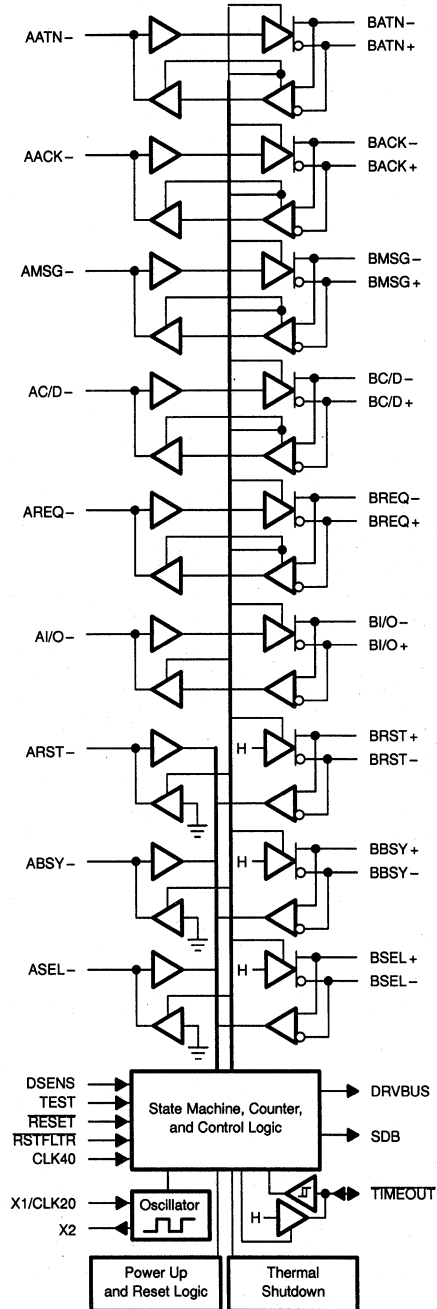 AATN–
BATN–
BATN+
AACK–
BACK–
BACK+
AMSG–
BMSG–
BMSG+
AC/D–
BC/D–
BC/D+
AREQ–
BREQ–
BREQ+
AI/O–
BI/O–
BI/O+
ARST–
H
BRST+
BRST–
ABSY–
H
BBSY+
BBSY–
ASEL–
H
BSEL+
BSEL–
DSENS
TEST
RESET
RSTFLTR
CLK40
State Machine, Counter,
and Control Logic
DRVBUS
SDB
X1/CLK20
X2
Oscillator
H
TIMEOUT
Power Up
and Reset Logic
Thermal
Shutdown